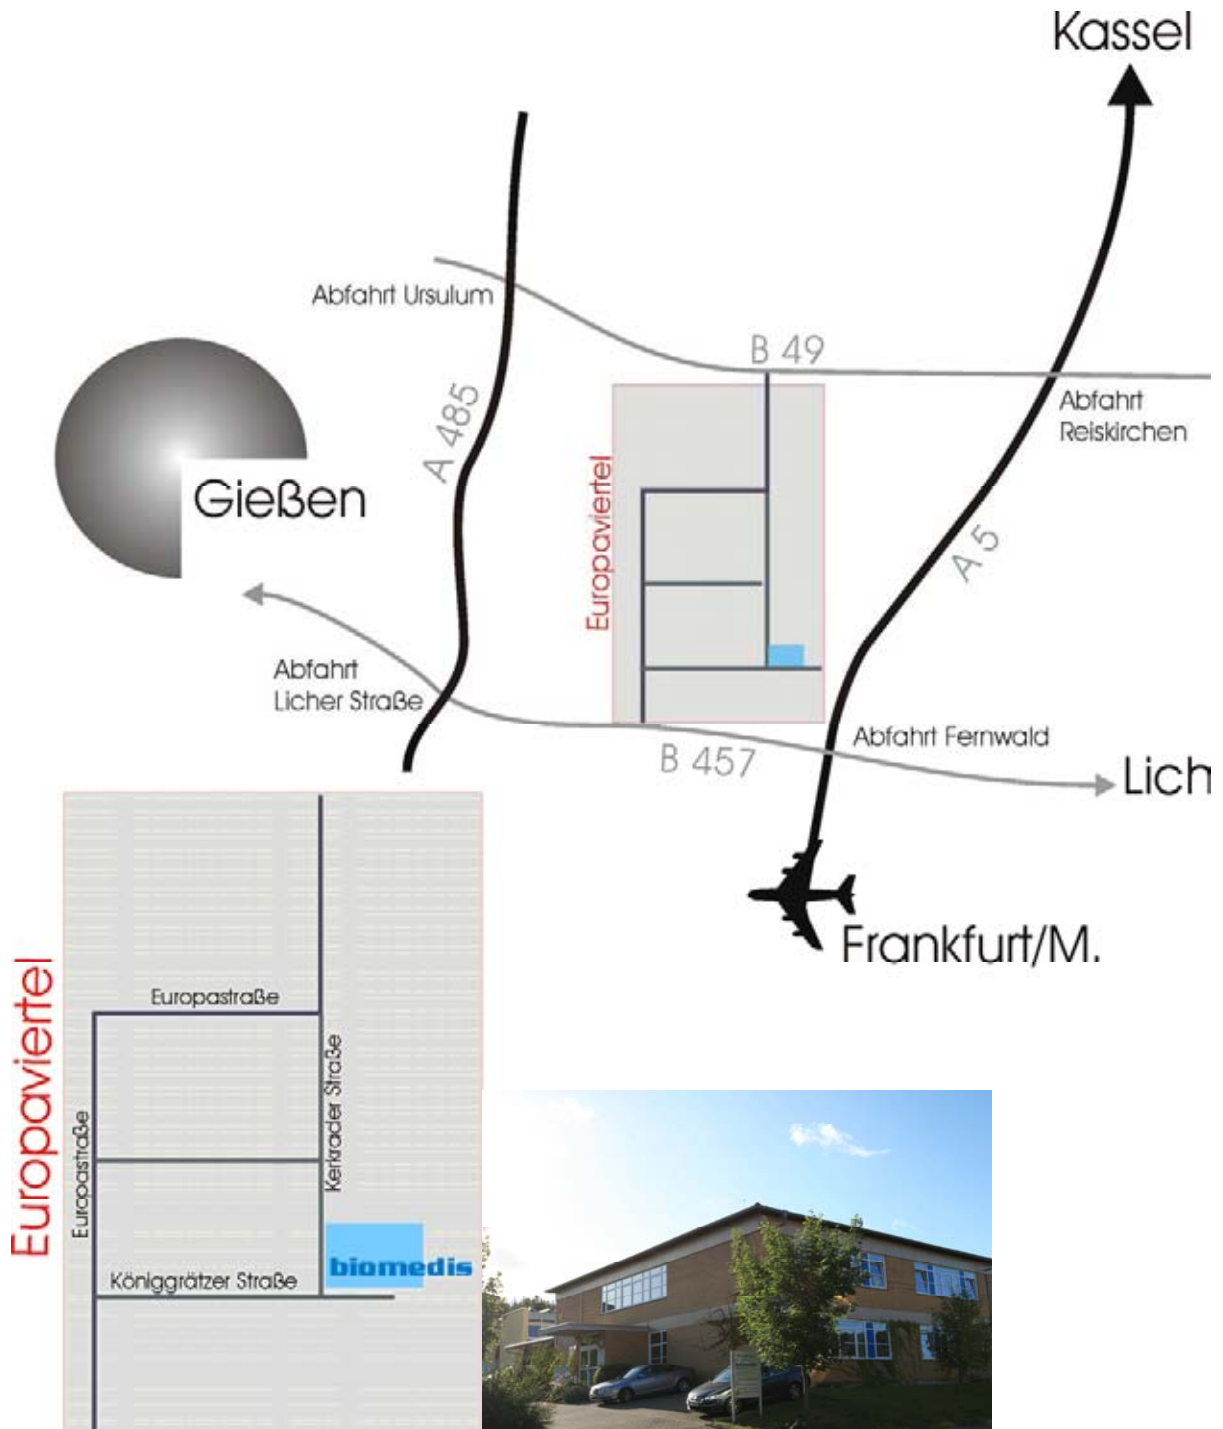 Kassel
Abfahrt Ursulum
B 49
Abfahrt
Reiskirchen
A 485
Gießen
Europaviertel
A 5
Abfahrt
Licher Straße
Abfahrt Fernwald
B 457
Lich
Frankfurt/M.
Europaviertel
Europastraße
Kerkrader Straße
Europastraße
biomedis
Königgrätzer Straße